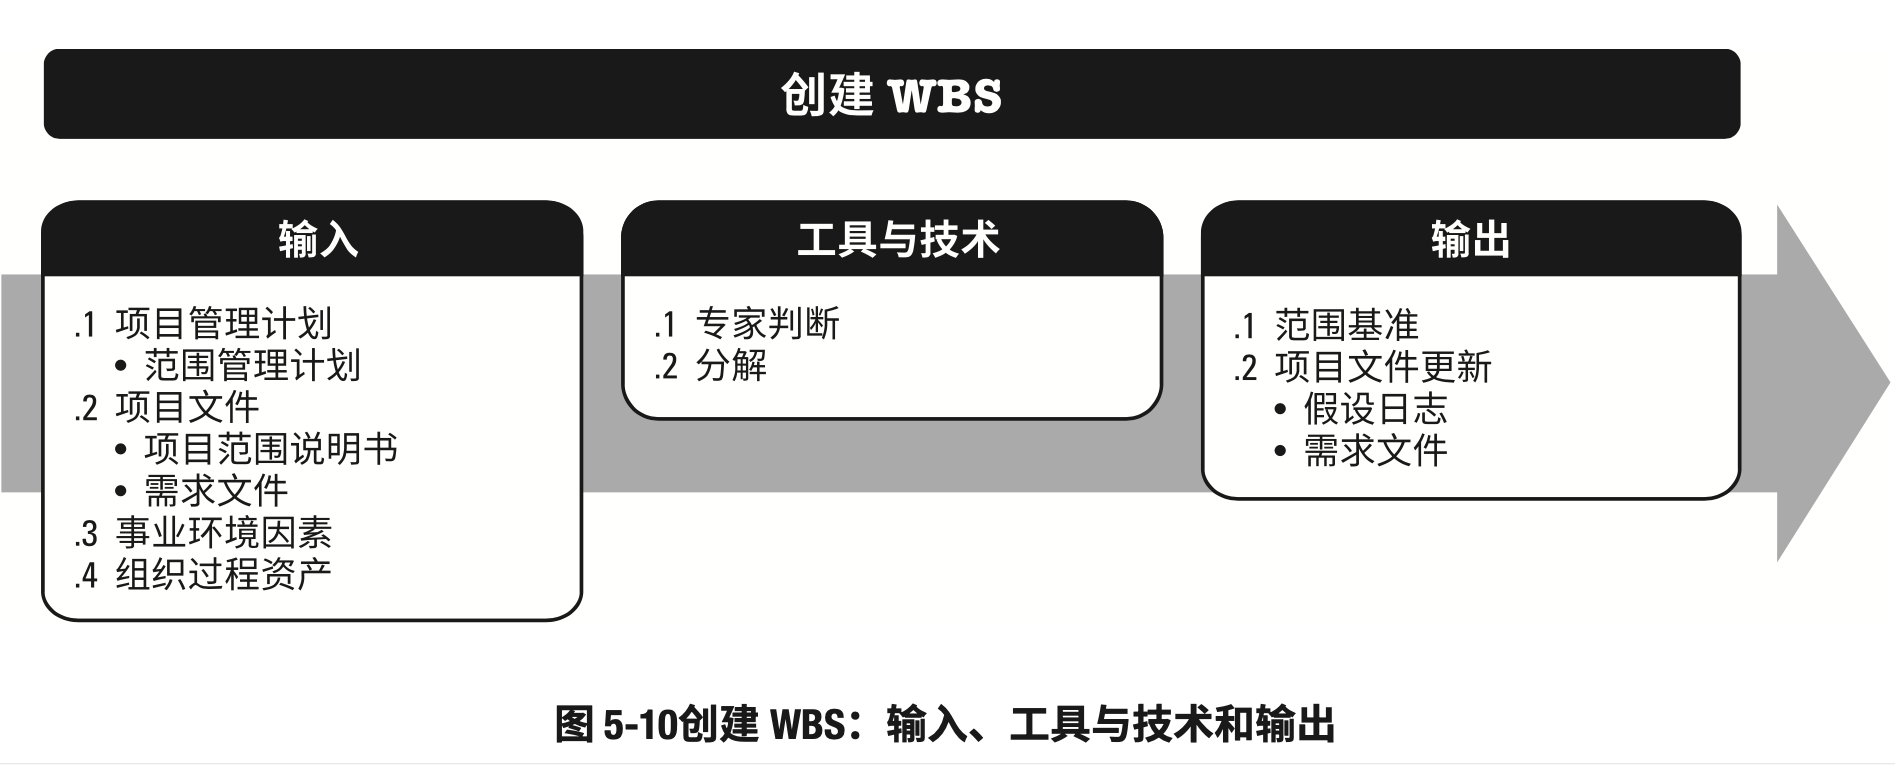 创建 WBS
输入
.1 项目管理计划
• 范围管理计划
.2 项目文件
• 项目范围说明书
• 需求文件
.3 事业环境因素
.4 组织过程资产
工具与技术
.1 专家判断
.2 分解
输出
.1 范围基准
.2 项目文件更新
• 假设日志
• 需求文件
图 5-10创建 WBS：输入、工具与技术和输出